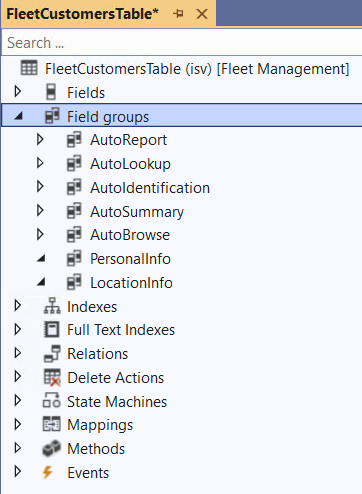 FleetCustomersTable*
Search ...
FleetCustomersTable (isv) [Fleet Management]
Fields
Field groups
AutoReport
AutoLookup
AutoIdentification
AutoSummary
AutoBrowse
PersonalInfo
LocationInfo
Indexes
Full Text Indexes
Relations
Delete Actions
State Machines
Mappings
Methods
Events